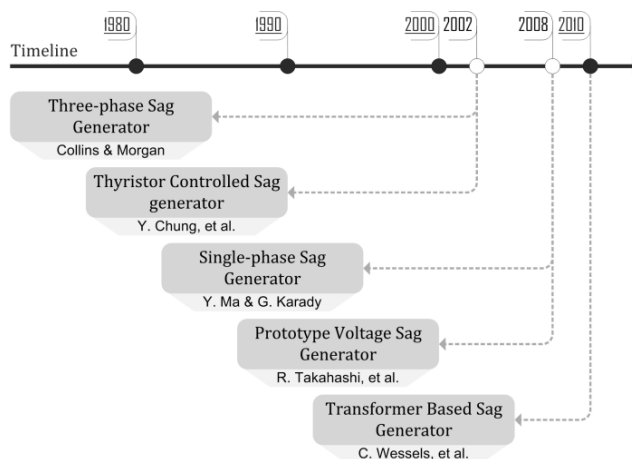 1980 1990 2000 2002 2008 2010
Timeline
Three-phase Sag
Generator
Collins & Morgan
Thyristor Controlled Sag
generator
Y. Chung, et al.
Single-phase Sag
Generator
Y. Ma & G. Karady
Prototype Voltage Sag
Generator
R. Takahashi, et al.
Transformer Based Sag
Generator
C. Wessels, et al.